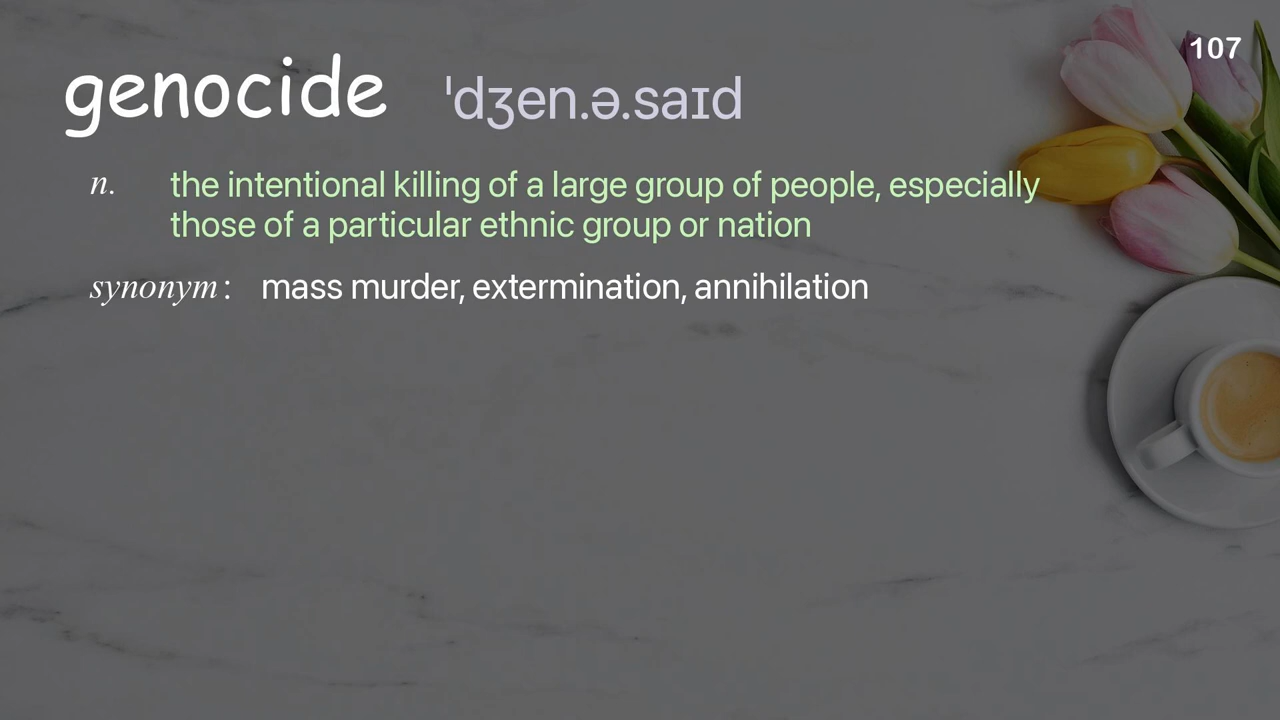 107
genocide ˈdʒen.ə.saɪd
n. the intentional killing of a large group of people, especially
those of a particular ethnic group or nation
synonym: mass murder, extermination, annihilation